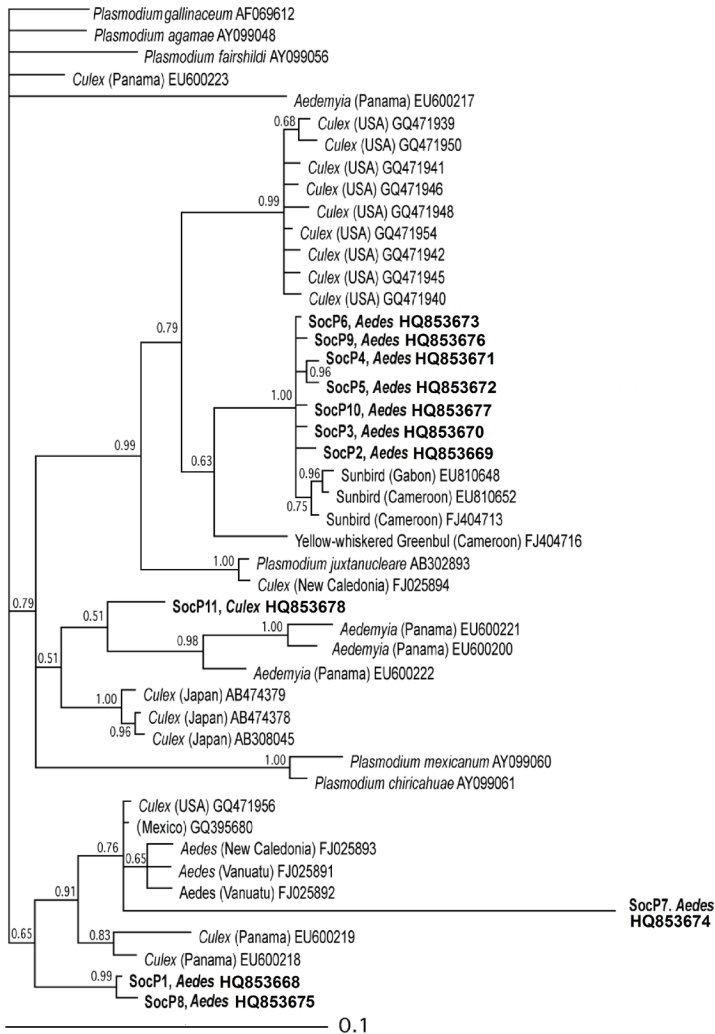 Plasmodium gallinaceum AF069612
Plasmodium agamae AY099048
Plasmodium fairshildi AY099056
Culex (Panama) EU600223
Aedemyia (Panama) EU600217
0.68
Culex (USA) GQ471939
Culex (USA) GQ471950
Culex (USA) GQ471941
Culex (USA) GQ471946
0.99
Culex (USA) GQ471948
Culex (USA) GQ471954
Culex (USA) GQ471942
Culex (USA) GQ471945
Culex (USA) GQ471940
0.79
SocP6, Aedes HQ853673
SocP9, Aedes HQ853676
SocP4, Aedes HQ853671
0.96
SocP5, Aedes HQ853672
1.00
SocP10, Aedes HQ853677
SocP3, Aedes HQ853670
0.99
SocP2, Aedes HQ853669
0.63
0.96
Sunbird (Gabon) EU810648
Sunbird (Cameroon) EU810652
0.75
Sunbird (Cameroon) FJ404713
Yellow-whiskered Greenbul (Cameroon) FJ404716
1.00
Plasmodium juxtanucleare AB302893
Culex (New Caledonia) FJ025894
0.79
SocP11, Culex HQ853678
0.51
1.00
Aedemyia (Panama) EU600221
0.98
Aedemyia (Panama) EU600200
0.51
Aedemyia (Panama) EU600222
1.00
Culex (Japan) AB474379
Culex (Japan) AB474378
0.96
Culex (Japan) AB308045
1.00
Plasmodium mexicanum AY099060
Plasmodium chiricahuae AY099061
Culex (USA) GQ471956
(Mexico) GQ395680
0.76
Aedes (New Caledonia) FJ025893
0.65
Aedes (Vanuatu) FJ025891
Aedes (Vanuatu) FJ025892
0.91
SocP7. Aedes
HQ853674
0.65
0.83
Culex (Panama) EU600219
Culex (Panama) EU600218
0.99
SocP1, Aedes HQ853668
SocP8, Aedes HQ853675
0.1